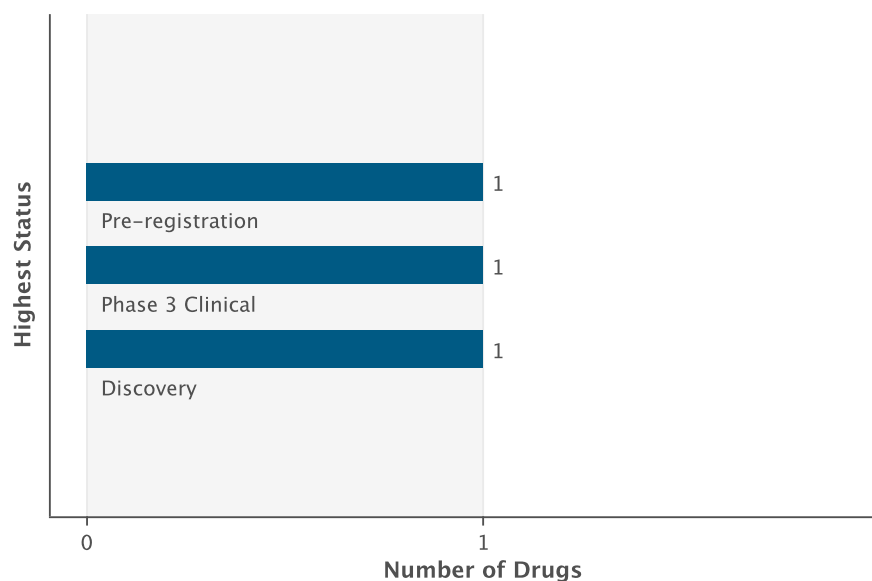 Highest Status
1
Pre-registration
1
Phase 3 Clinical
1
Discovery
0
1
Number of Drugs